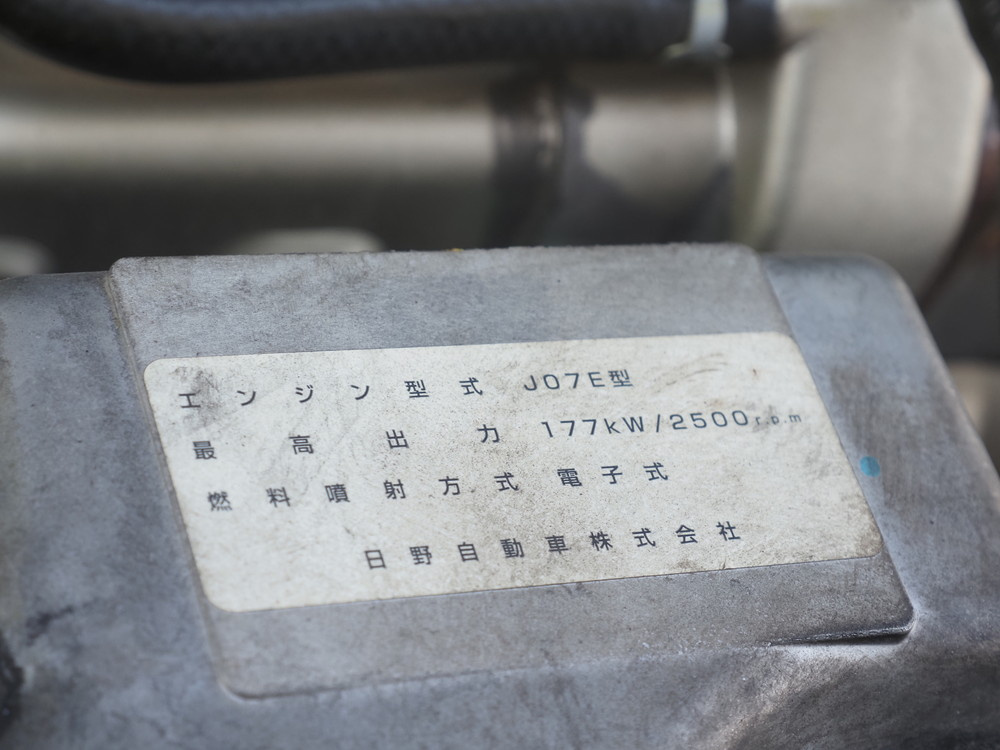 エンジン型式 J07E型
最高出力 177kW/2500r.p.m
燃料噴射方式 電子式
日野自動車株式会社